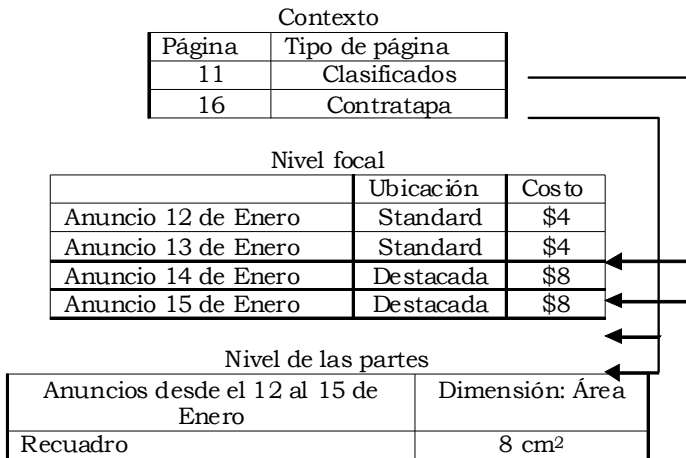 Contexto
Página Tipo de página
11 Clasificados
16 Contratapa
Nivel focal
Ubicación Costo
Anuncio 12 de Enero Standard $4
Anuncio 13 de Enero Standard $4
Anuncio 14 de Enero Destacada $8
Anuncio 15 de Enero Destacada $8
Nivel de las partes
Anuncios desde el 12 al 15 de Dimensión: Área
Enero
Recuadro 8 cm²